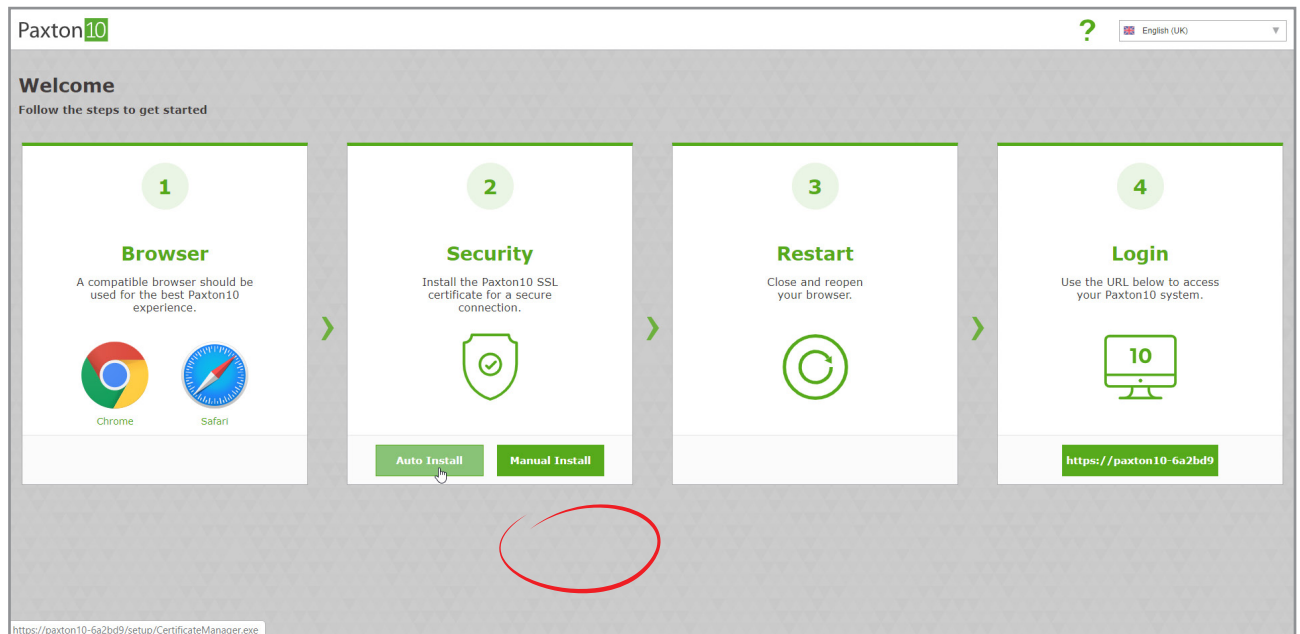 Paxton10
?
English (UK)
Welcome
Follow the steps to get started
1
Browser
A compatible browser should be
used for the best Paxton10
experience.
Chrome
Safari
2
Security
Install the Paxton10 SSL
certificate for a secure
connection.
Auto Install
Manual Install
3
Restart
Close and reopen
your browser.
4
Login
Use the URL below to access
your Paxton10 system.
10
https://paxton10-6a2bd9
https://paxton10-6a2bd9/setup/CertificateManager.exe